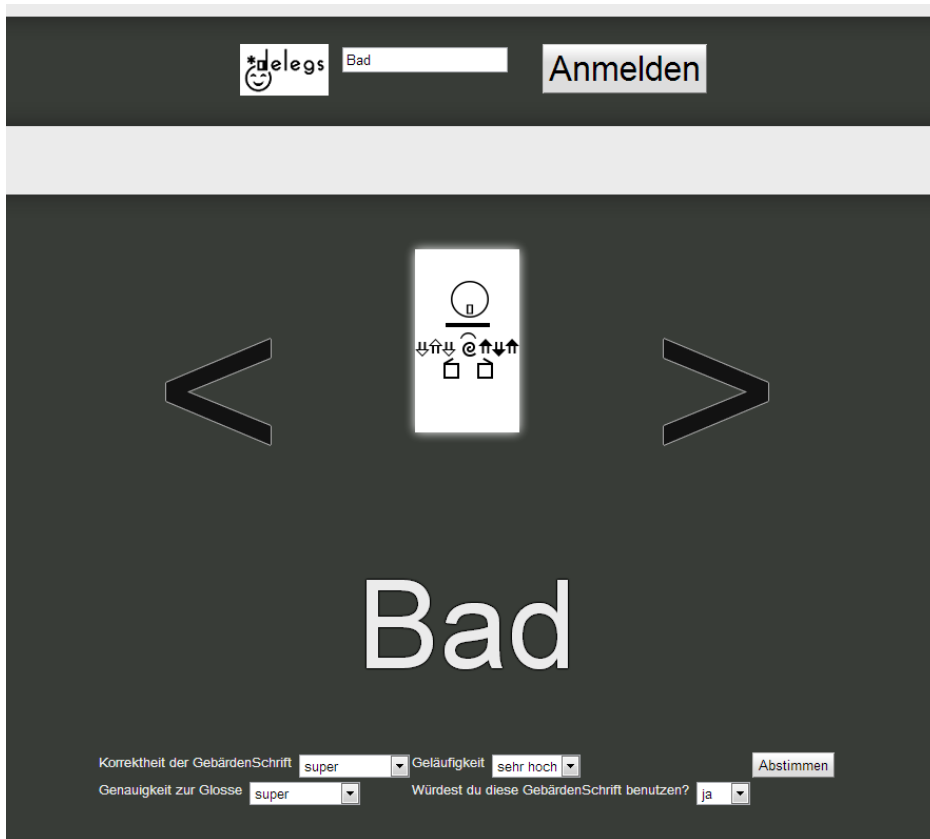 *delegs
Bad
Anmelden
<
>
Bad
Korrektheit der GebärdenSchrift super Geläufigkeit sehr hoch Abstimmen
Genauigkeit zur Glosse super Würdest du diese GebärdenSchrift benutzen? ja